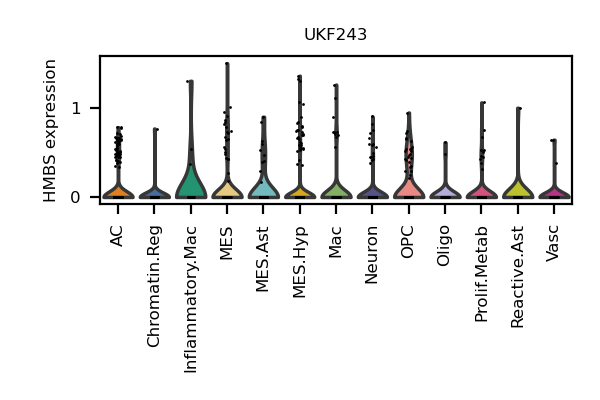 UKF243
HMBS expression
1
0
AC
Chromatin.Reg
Inflammatory.Mac
MES
MES.Ast
MES.Hyp
Mac
Neuron
OPC
Oligo
Prolif.Metab
Reactive.Ast
Vasc